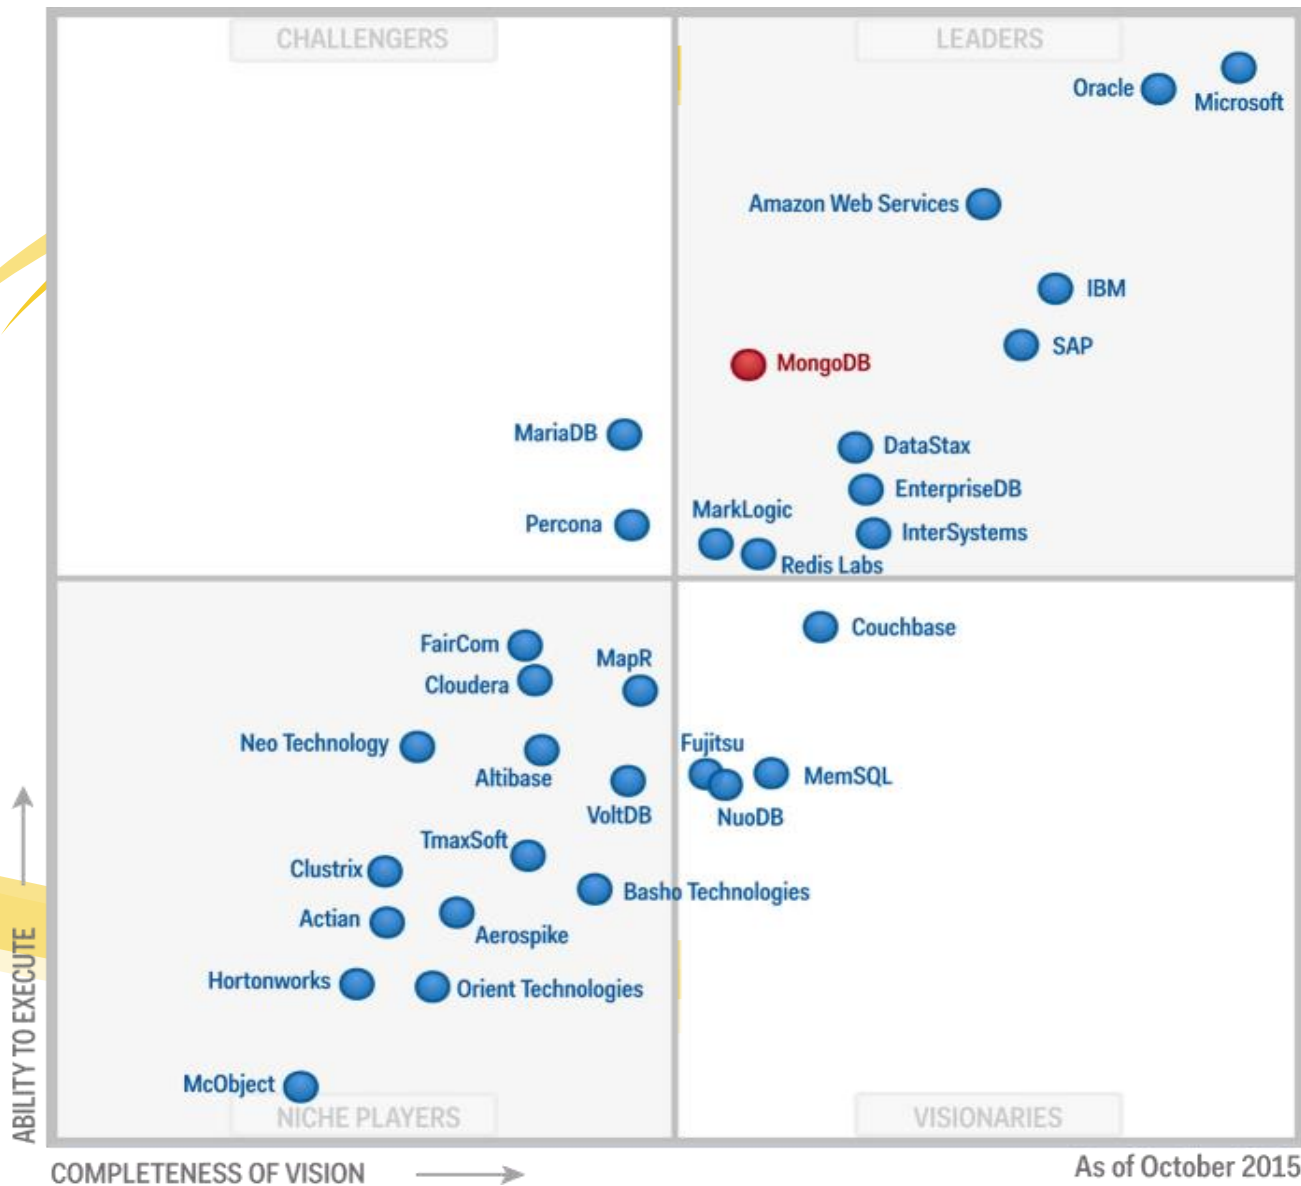 CHALLENGERS
LEADERS
Oracle
Microsoft
Amazon Web Services
IBM
SAP
MongoDB
MariaDB
DataStax
EnterpriseDB
MarkLogic
Percona
InterSystems
Redis Labs
FairCom
MapR
Cloudera
Couchbase
Neo Technology
Altibase
Fujitsu
MemSQL
VoltDB
NuoDB
TmaxSoft
Clustrix
Basho Technologies
Actian
Aerospike
Hortonworks
Orient Technologies
McObject
NICHE PLAYERS
VISIONARIES
ABILITY TO EXECUTE
COMPLETENESS OF VISION
As of October 2015